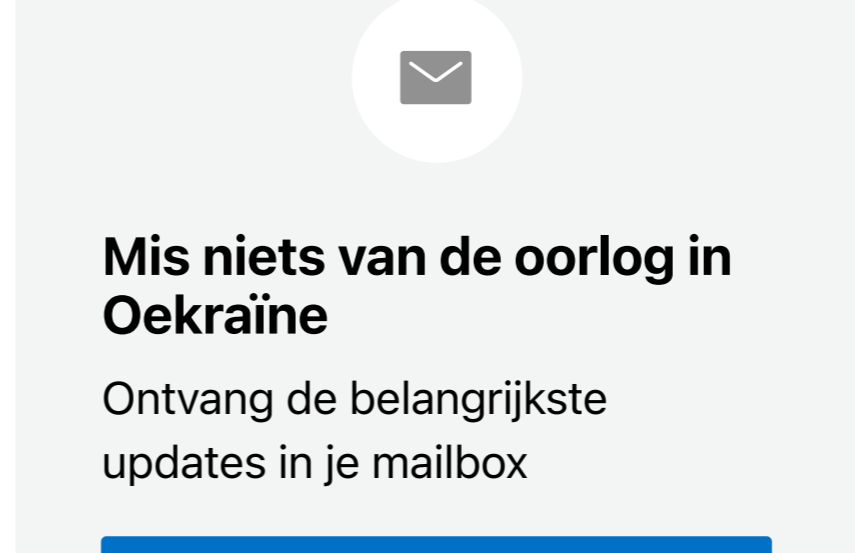 Mis niets van de oorlog in
Oekraïne
Ontvang de belangrijkste
updates in je mailbox